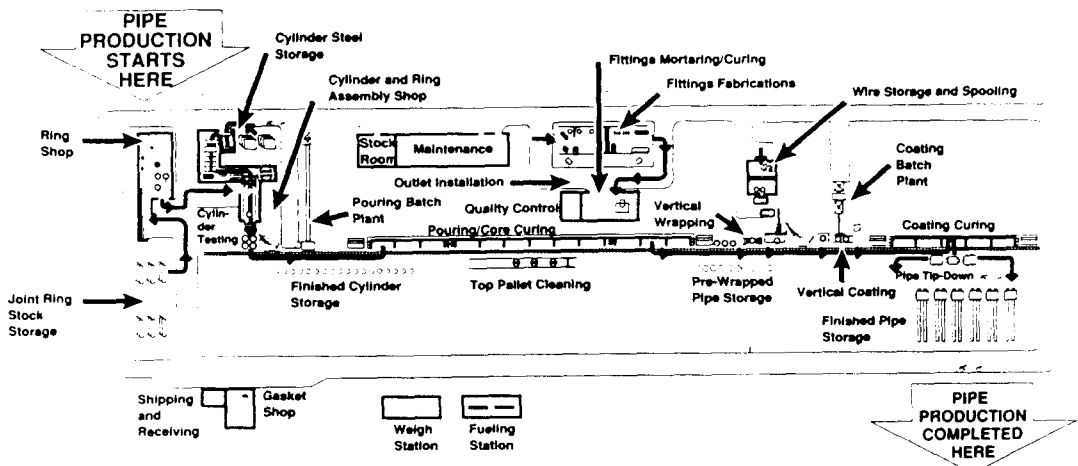 PIPE
PRODUCTION
STARTS
HERE
Cylinder Steel
Storage
Cylinder and Ring
Assembly Shop
Fittings Mortaring/Curing
Fittings Fabrications
Wire Storage and Spooling
Ring
Shop
Stock
Room
Maintenance
Coating
Batch
Plant
Outlet Installation
Pouring Batch
Plant
Quality Control
Vertical
Wrapping
Cylin-
der
Testing
Pouring/Core Curing
Coating Curing
Joint Ring
Stock
Storage
Finished Cylinder
Storage
Top Pallet Cleaning
Pre-Wrapped
Pipe Storage
Vertical Coating
Pipe Tip-Down
Finished Pipe
Storage
Shipping
and
Receiving
Gasket
Shop
Weigh
Station
Fueling
Station
PIPE
PRODUCTION
COMPLETED
HERE